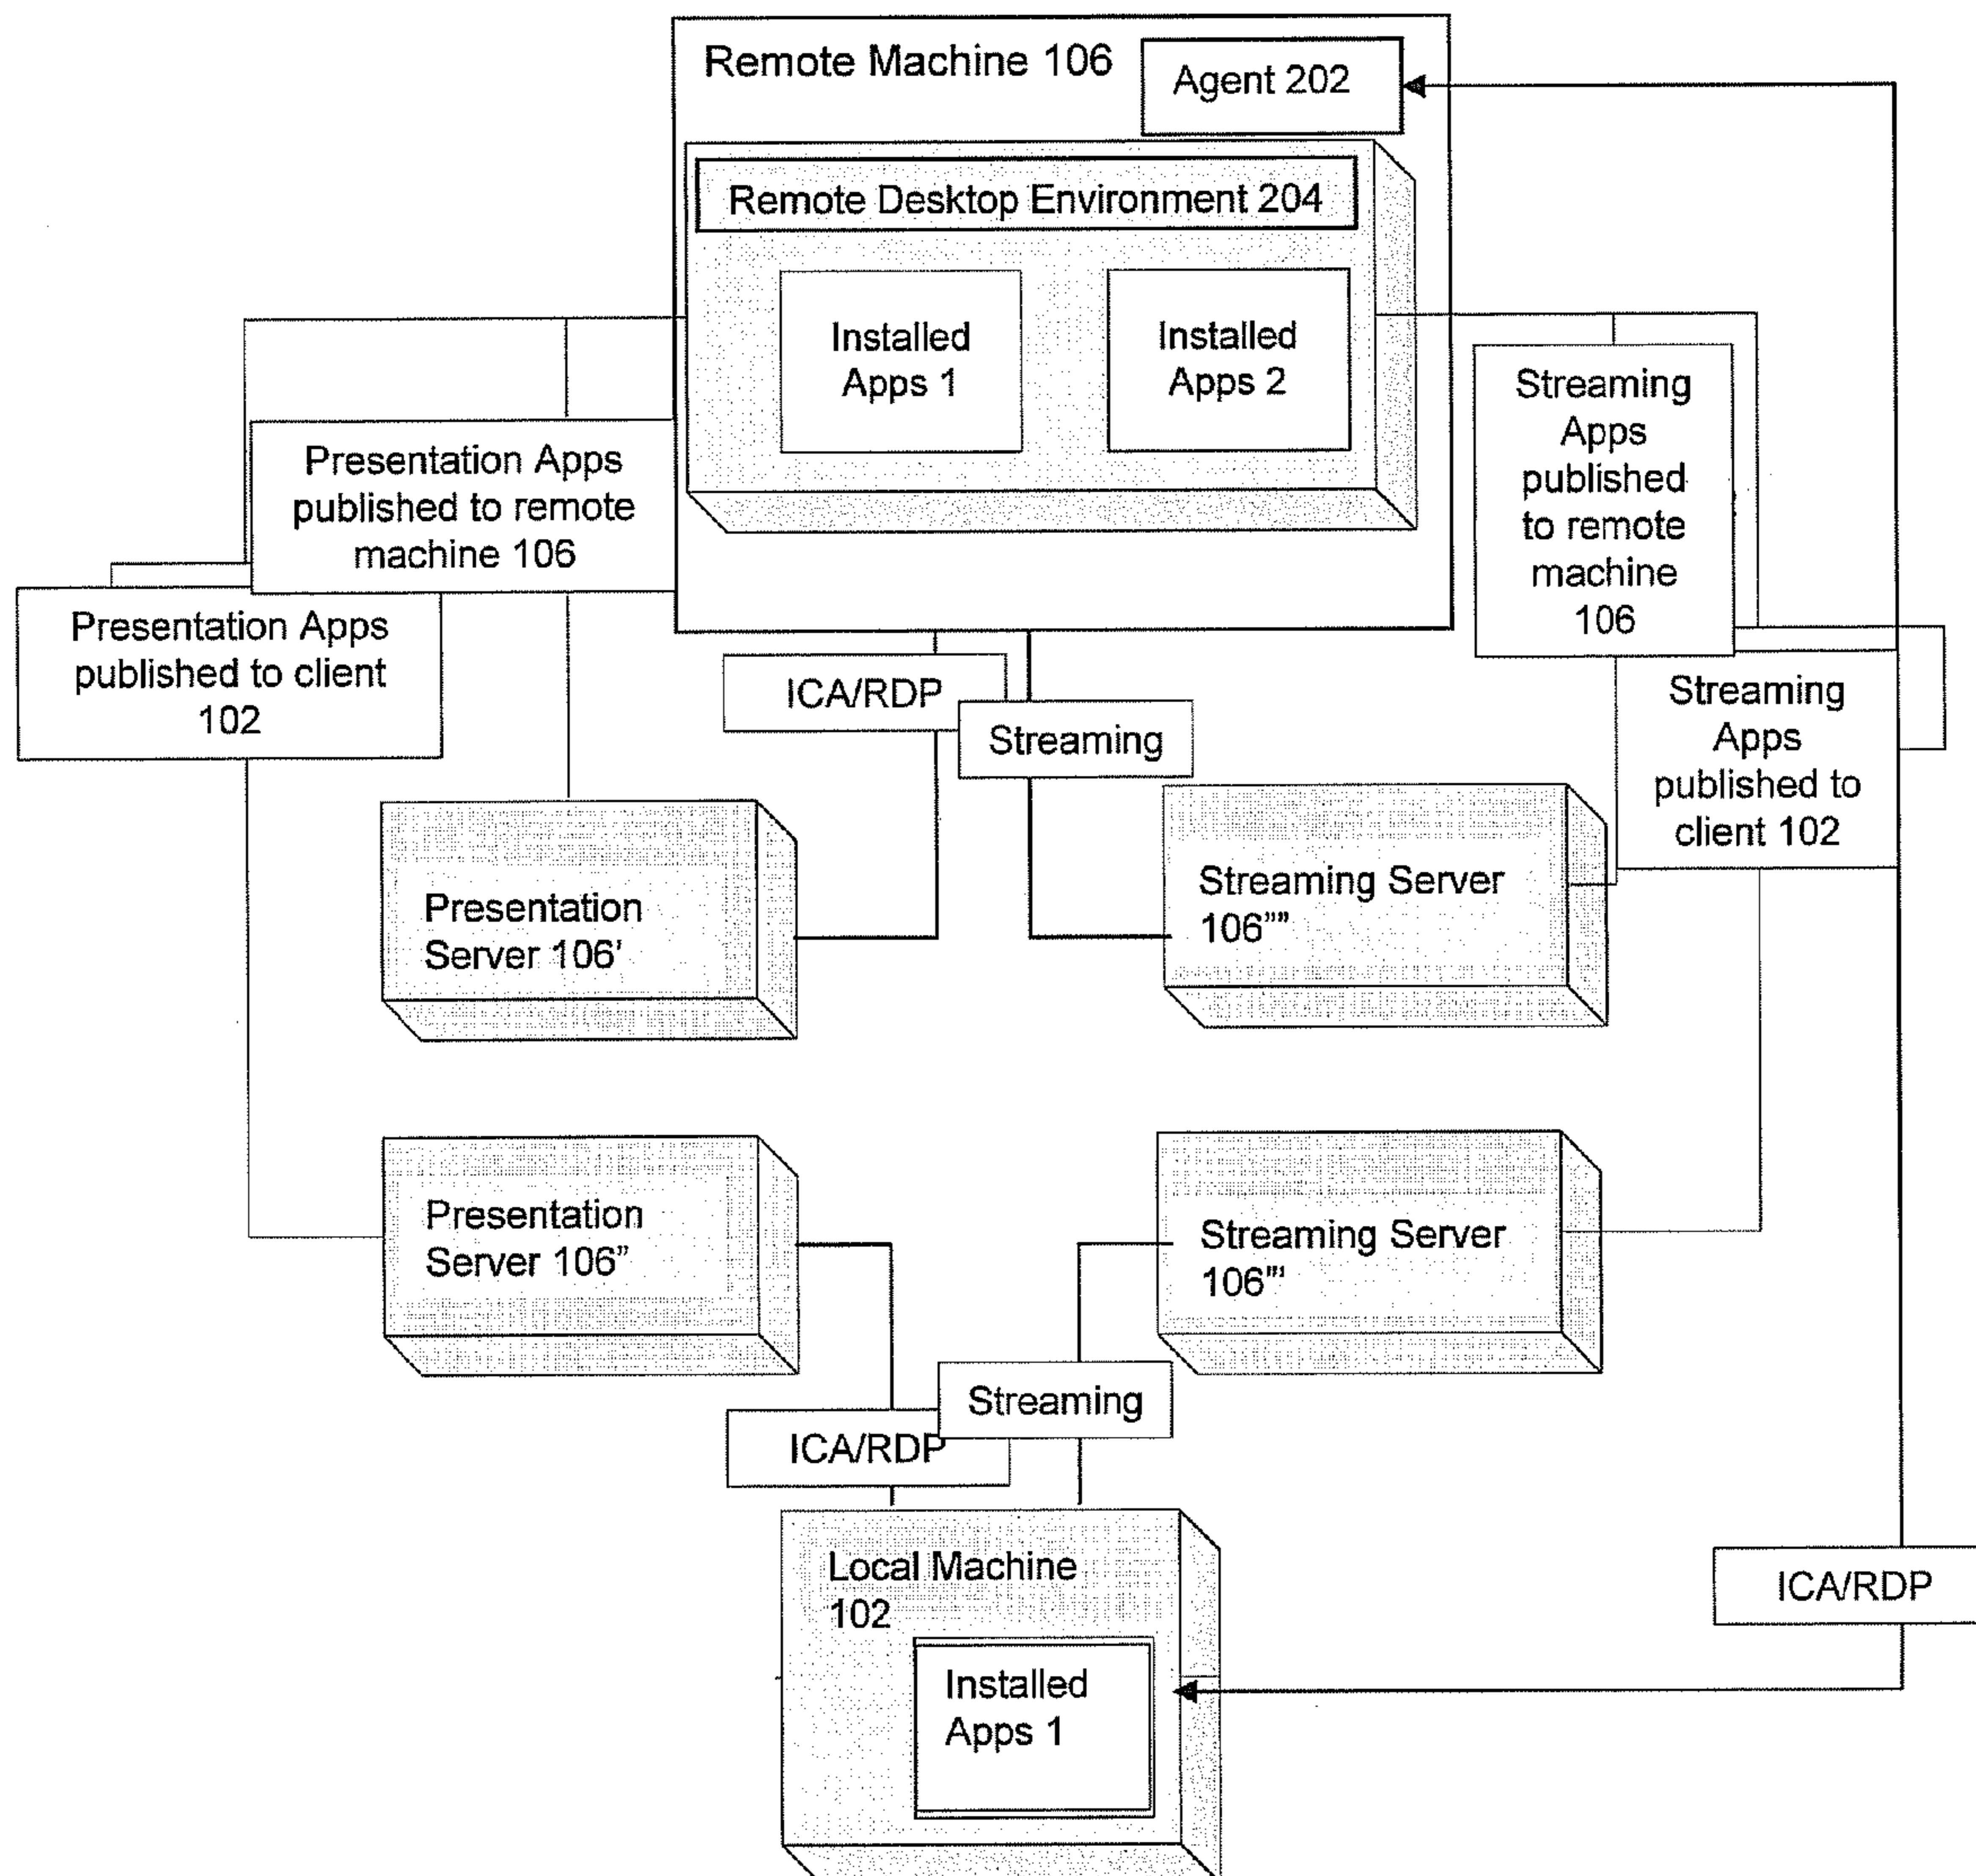 Remote Machine 106
Agent 202
Remote Desktop Environment 204
Installed
Apps 1
Installed
Apps 2
Streaming
Apps
published
to remote
machine
106
Presentation Apps
published to remote
machine 106
Presentation Apps
published to client
102
ICA/RDP
Streaming
Streaming
Apps
published to
client 102
Presentation
Server 106'
Streaming Server
106""
Presentation
Server 106"
Streaming Server
106"'
Streaming
ICA/RDP
Local Machine
102
Installed
Apps 1
ICA/RDP